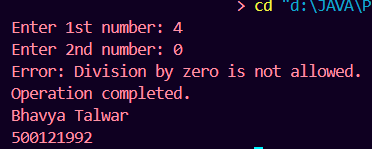 > cd "d:\JAVA\P
Enter 1st number: 4
Enter 2nd number: 0
Error: Division by zero is not allowed.
Operation completed.
Bhavya Talwar
500121992